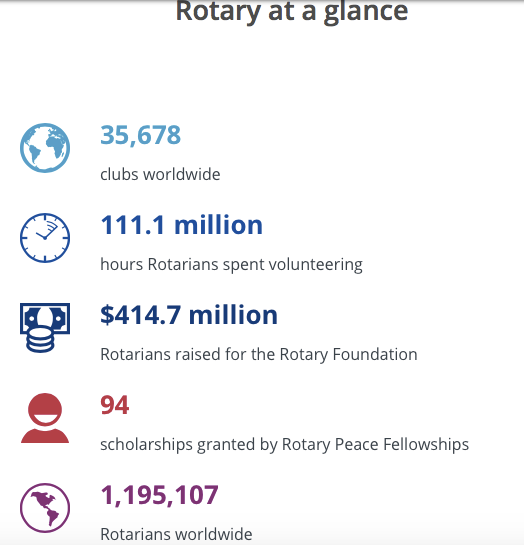 Rotary at a glance
35,678
clubs worldwide
111.1 million
hours Rotarians spent volunteering
$414.7 million
Rotarians raised for the Rotary Foundation
94
scholarships granted by Rotary Peace Fellowships
1,195,107
Rotarians worldwide